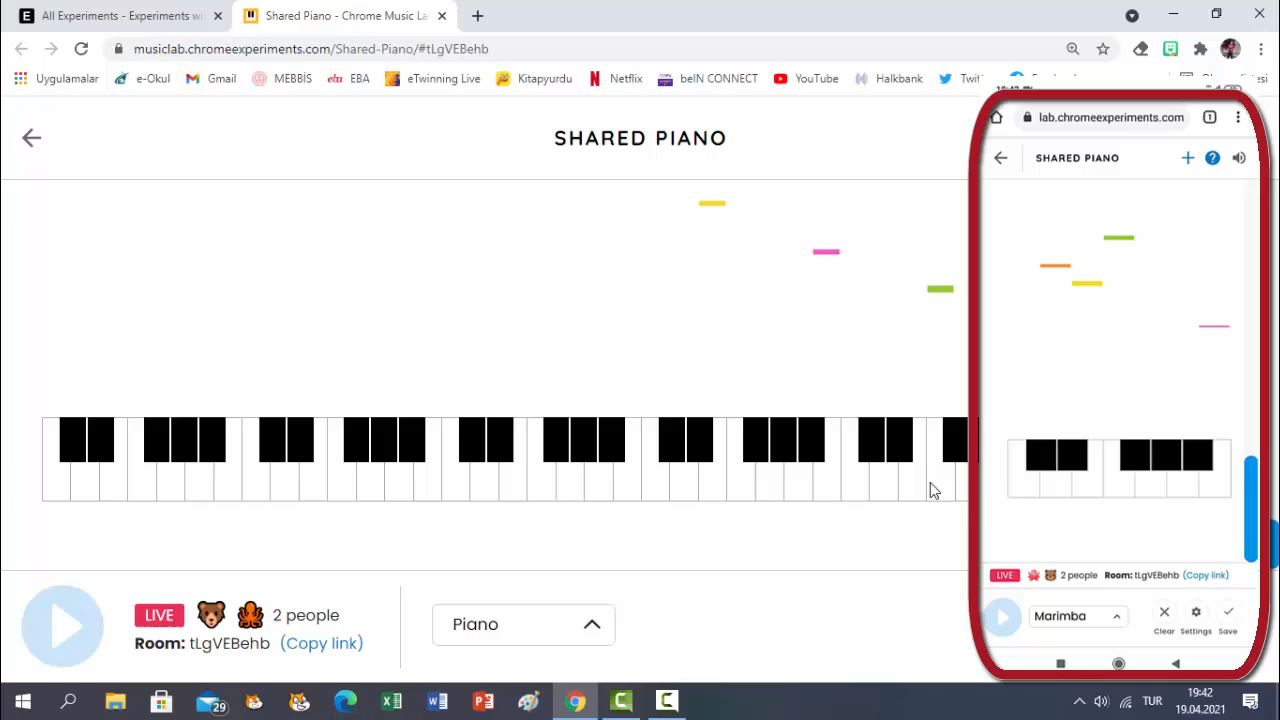 All Experiments - Experiments wi
Shared Piano - Chrome Music La
musiclab.chromeexperiments.com/Shared-Piano/#tLgVEBehb
Uygulamalar
e-Okul
Gmail
MEBBİS
eba EBA
eTwinning Live
Kitapyurdu
Netflix
beIN CONNECT
YouTube
Halkbank
SHARED PIANO
lab.chromeexperiments.com
1
SHARED PIANO
LIVE
2 people
Room: tLgVEBehb (Copy link)
Marimba
Clear
Settings
Save
LIVE
2 people
Room: tLgVEBehb (Copy link)
Piano
29
TUR
19:42
19.04.2021